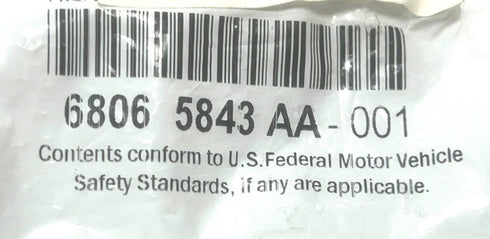 6806 5843 AA - 001
Contents conform to U.S. Federal Motor Vehicle
Safety Standards, if any are applicable.